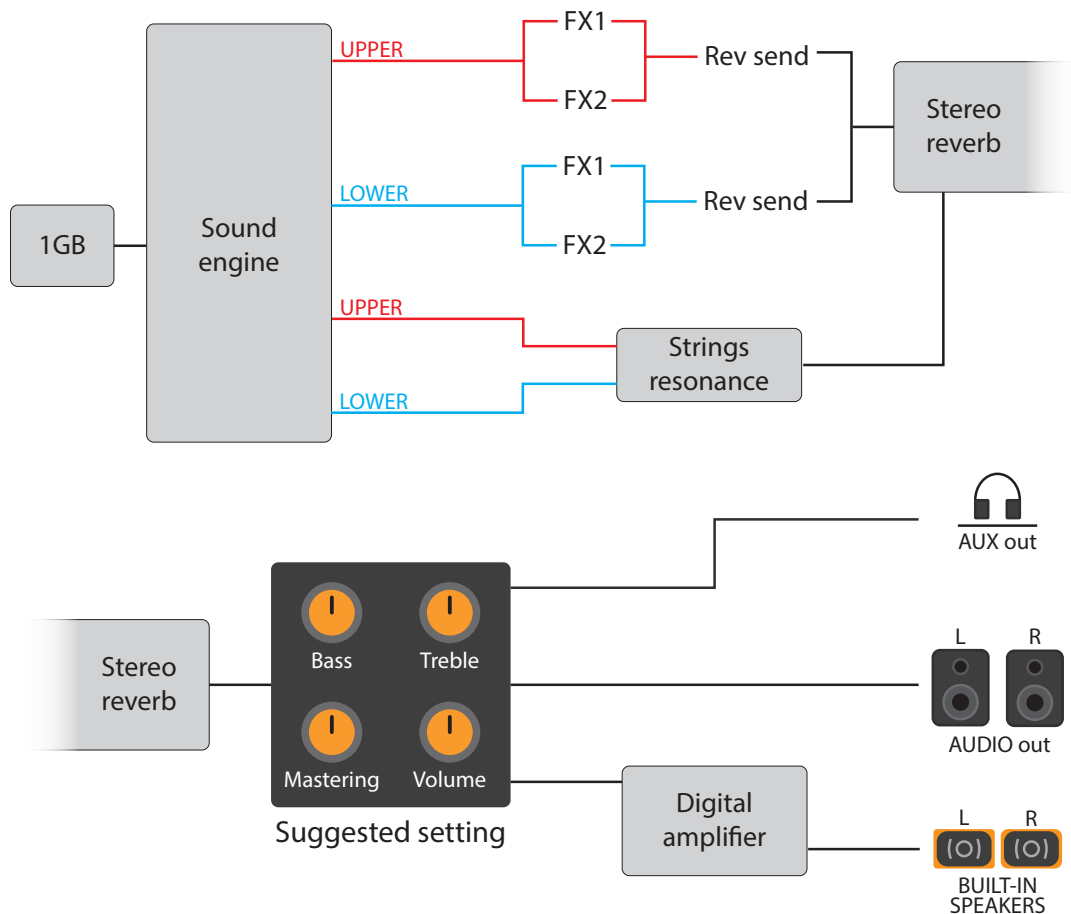 FX1
UPPER
Rev send
FX2
Stereo
reverb
FX1
LOWER
Rev send
FX2
1GB
Sound
engine
UPPER
Strings
resonance
LOWER
AUX out
Stereo
reverb
Bass
Treble
Mastering
Volume
Suggested setting
L
R
AUDIO out
Digital
amplifier
L
R
BUILT-IN
SPEAKERS